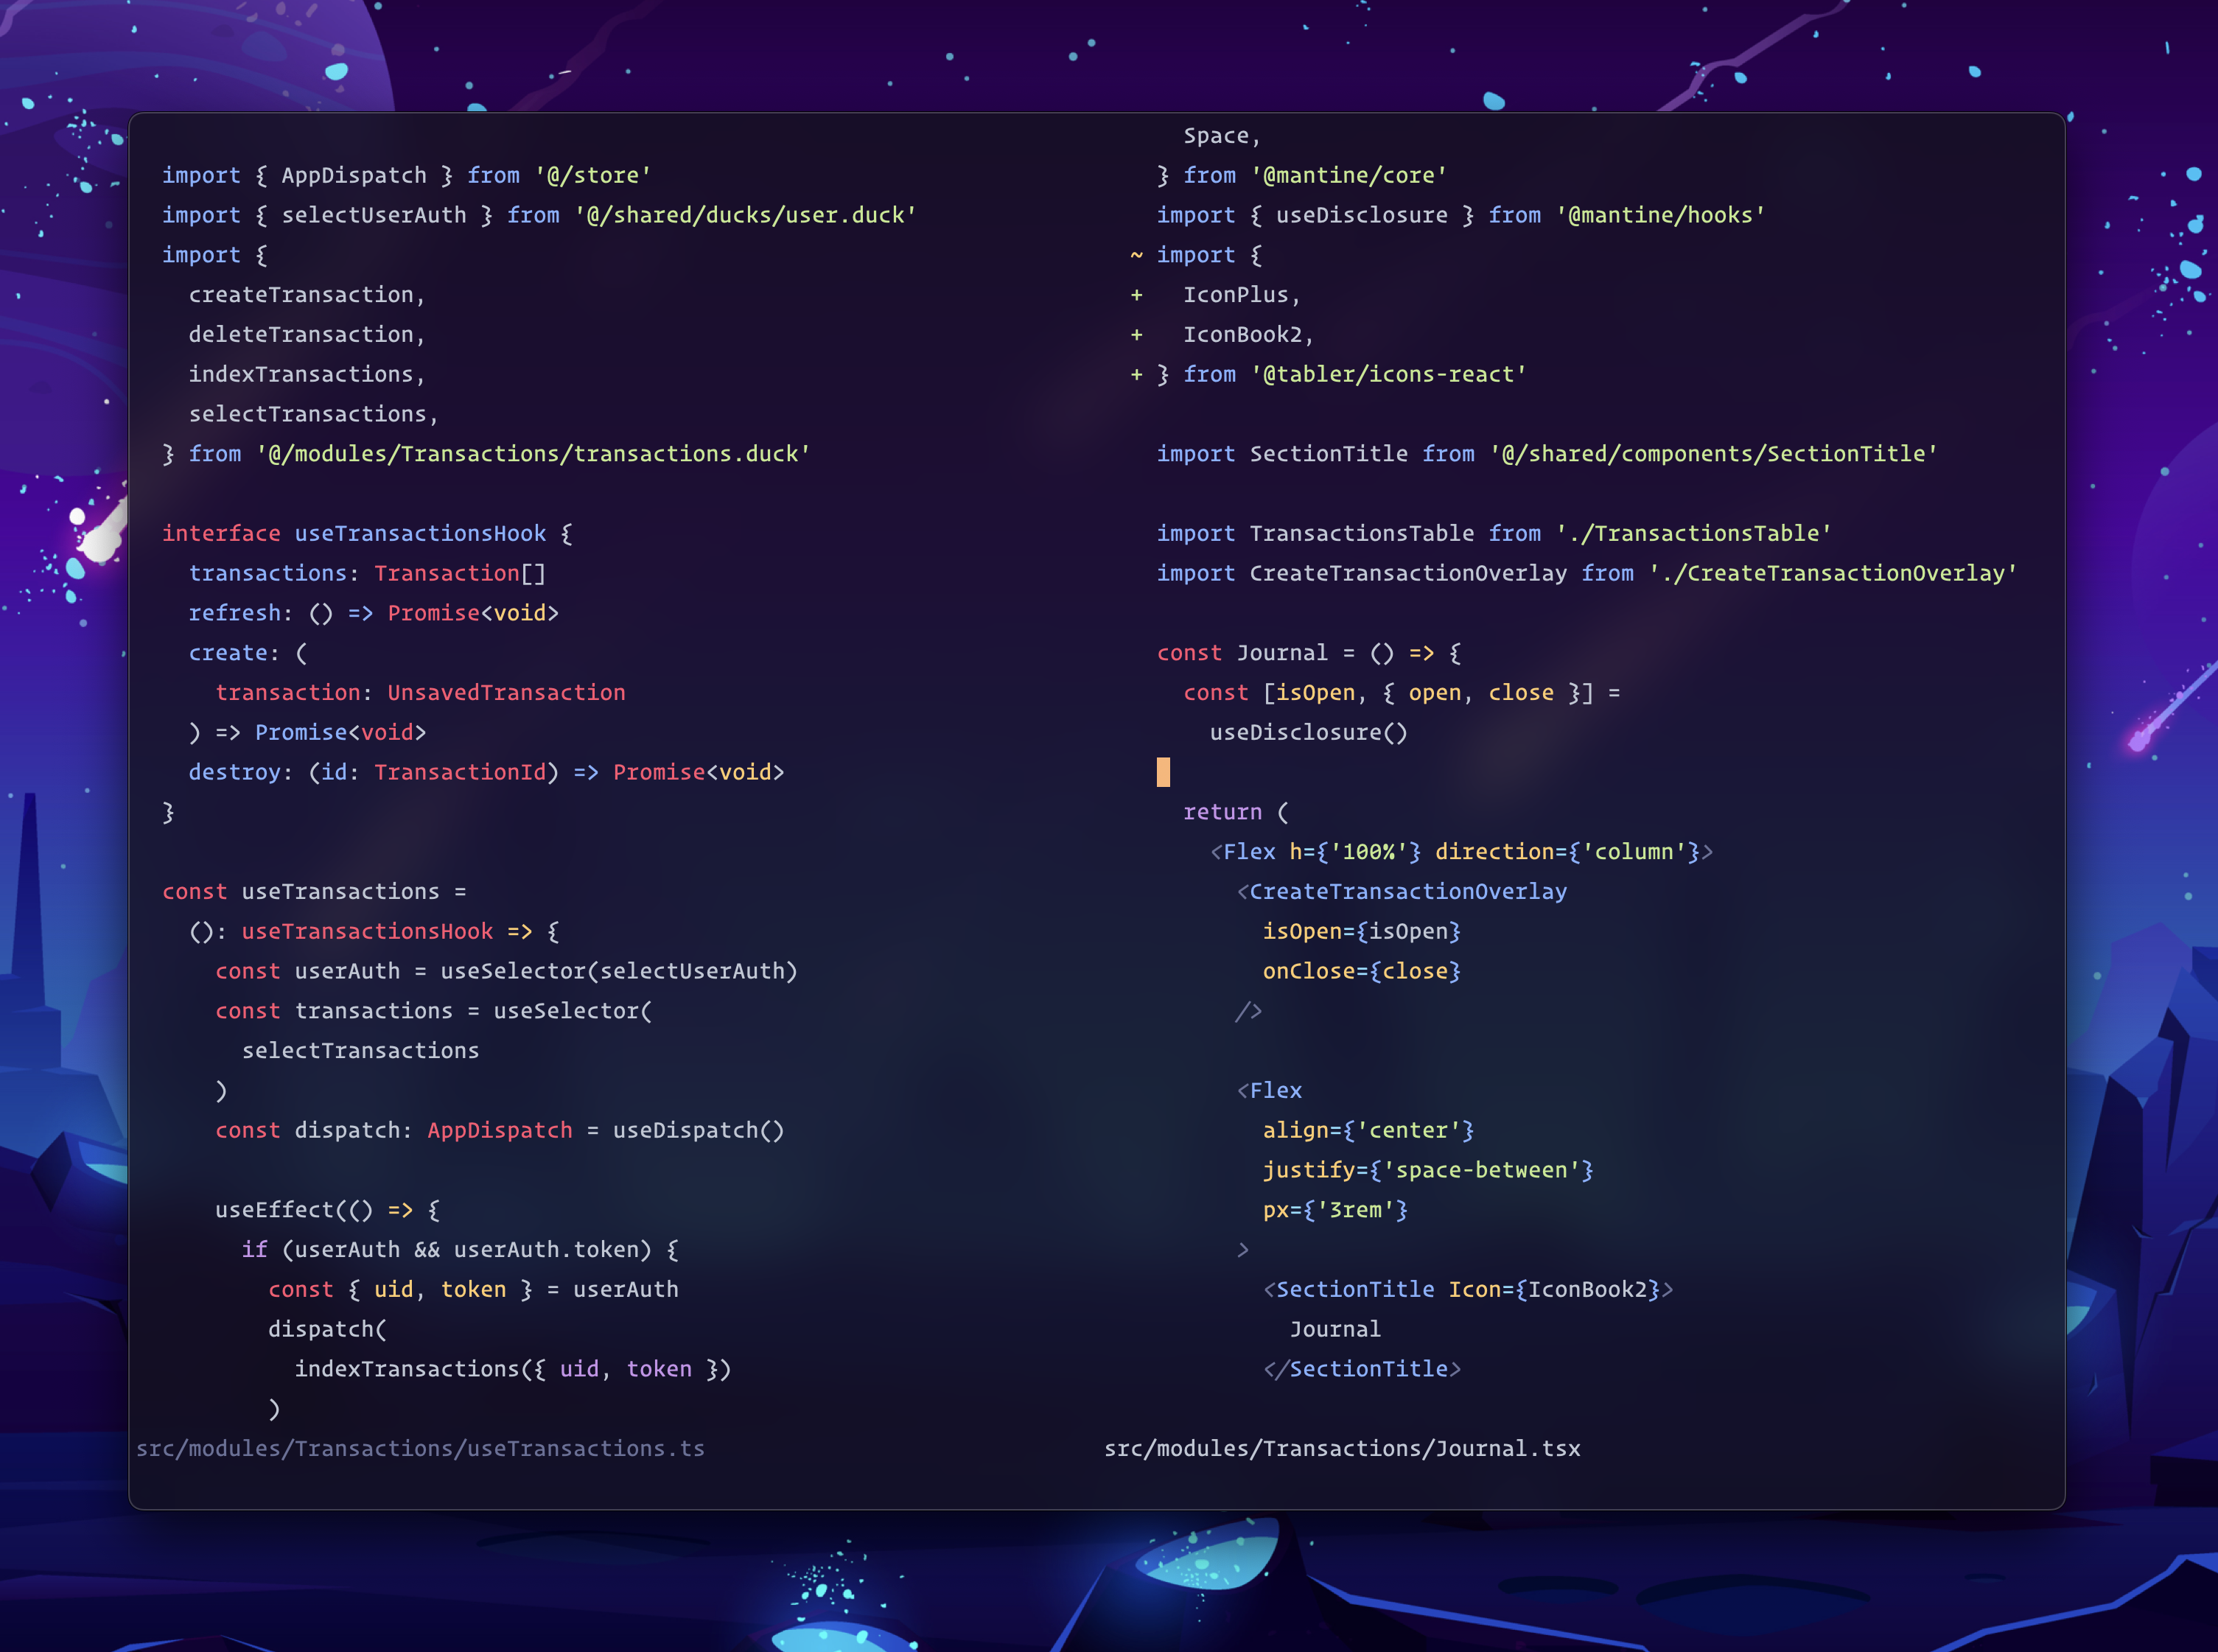 import { AppDispatch } from '@/store'
import { selectUserAuth } from '@/shared/ducks/user.duck'
import {
  createTransaction,
  deleteTransaction,
  indexTransactions,
  selectTransactions,
} from '@/modules/Transactions/transactions.duck'

interface useTransactionsHook {
  transactions: Transaction[]
  refresh: () => Promise<void>
  create: (
    transaction: UnsavedTransaction
  ) => Promise<void>
  destroy: (id: TransactionId) => Promise<void>
}

const useTransactions =
  (): useTransactionsHook => {
    const userAuth = useSelector(selectUserAuth)
    const transactions = useSelector(
      selectTransactions
    )
    const dispatch: AppDispatch = useDispatch()

    useEffect(() => {
      if (userAuth && userAuth.token) {
        const { uid, token } = userAuth
        dispatch(
          indexTransactions({ uid, token })
        )
src/modules/Transactions/useTransactions.ts
    Space,
  } from '@mantine/core'
  import { useDisclosure } from '@mantine/hooks'
~ import {
+   IconPlus,
+   IconBook2,
+ } from '@tabler/icons-react'

  import SectionTitle from '@/shared/components/SectionTitle'

  import TransactionsTable from './TransactionsTable'
  import CreateTransactionOverlay from './CreateTransactionOverlay'

  const Journal = () => {
    const [isOpen, { open, close }] =
      useDisclosure()

    return (
      <Flex h={'100%'} direction={'column'}>
        <CreateTransactionOverlay
          isOpen={isOpen}
          onClose={close}
        />

        <Flex
          align={'center'}
          justify={'space-between'}
          px={'3rem'}
        >
          <SectionTitle Icon={IconBook2}>
            Journal
          </SectionTitle>
src/modules/Transactions/Journal.tsx